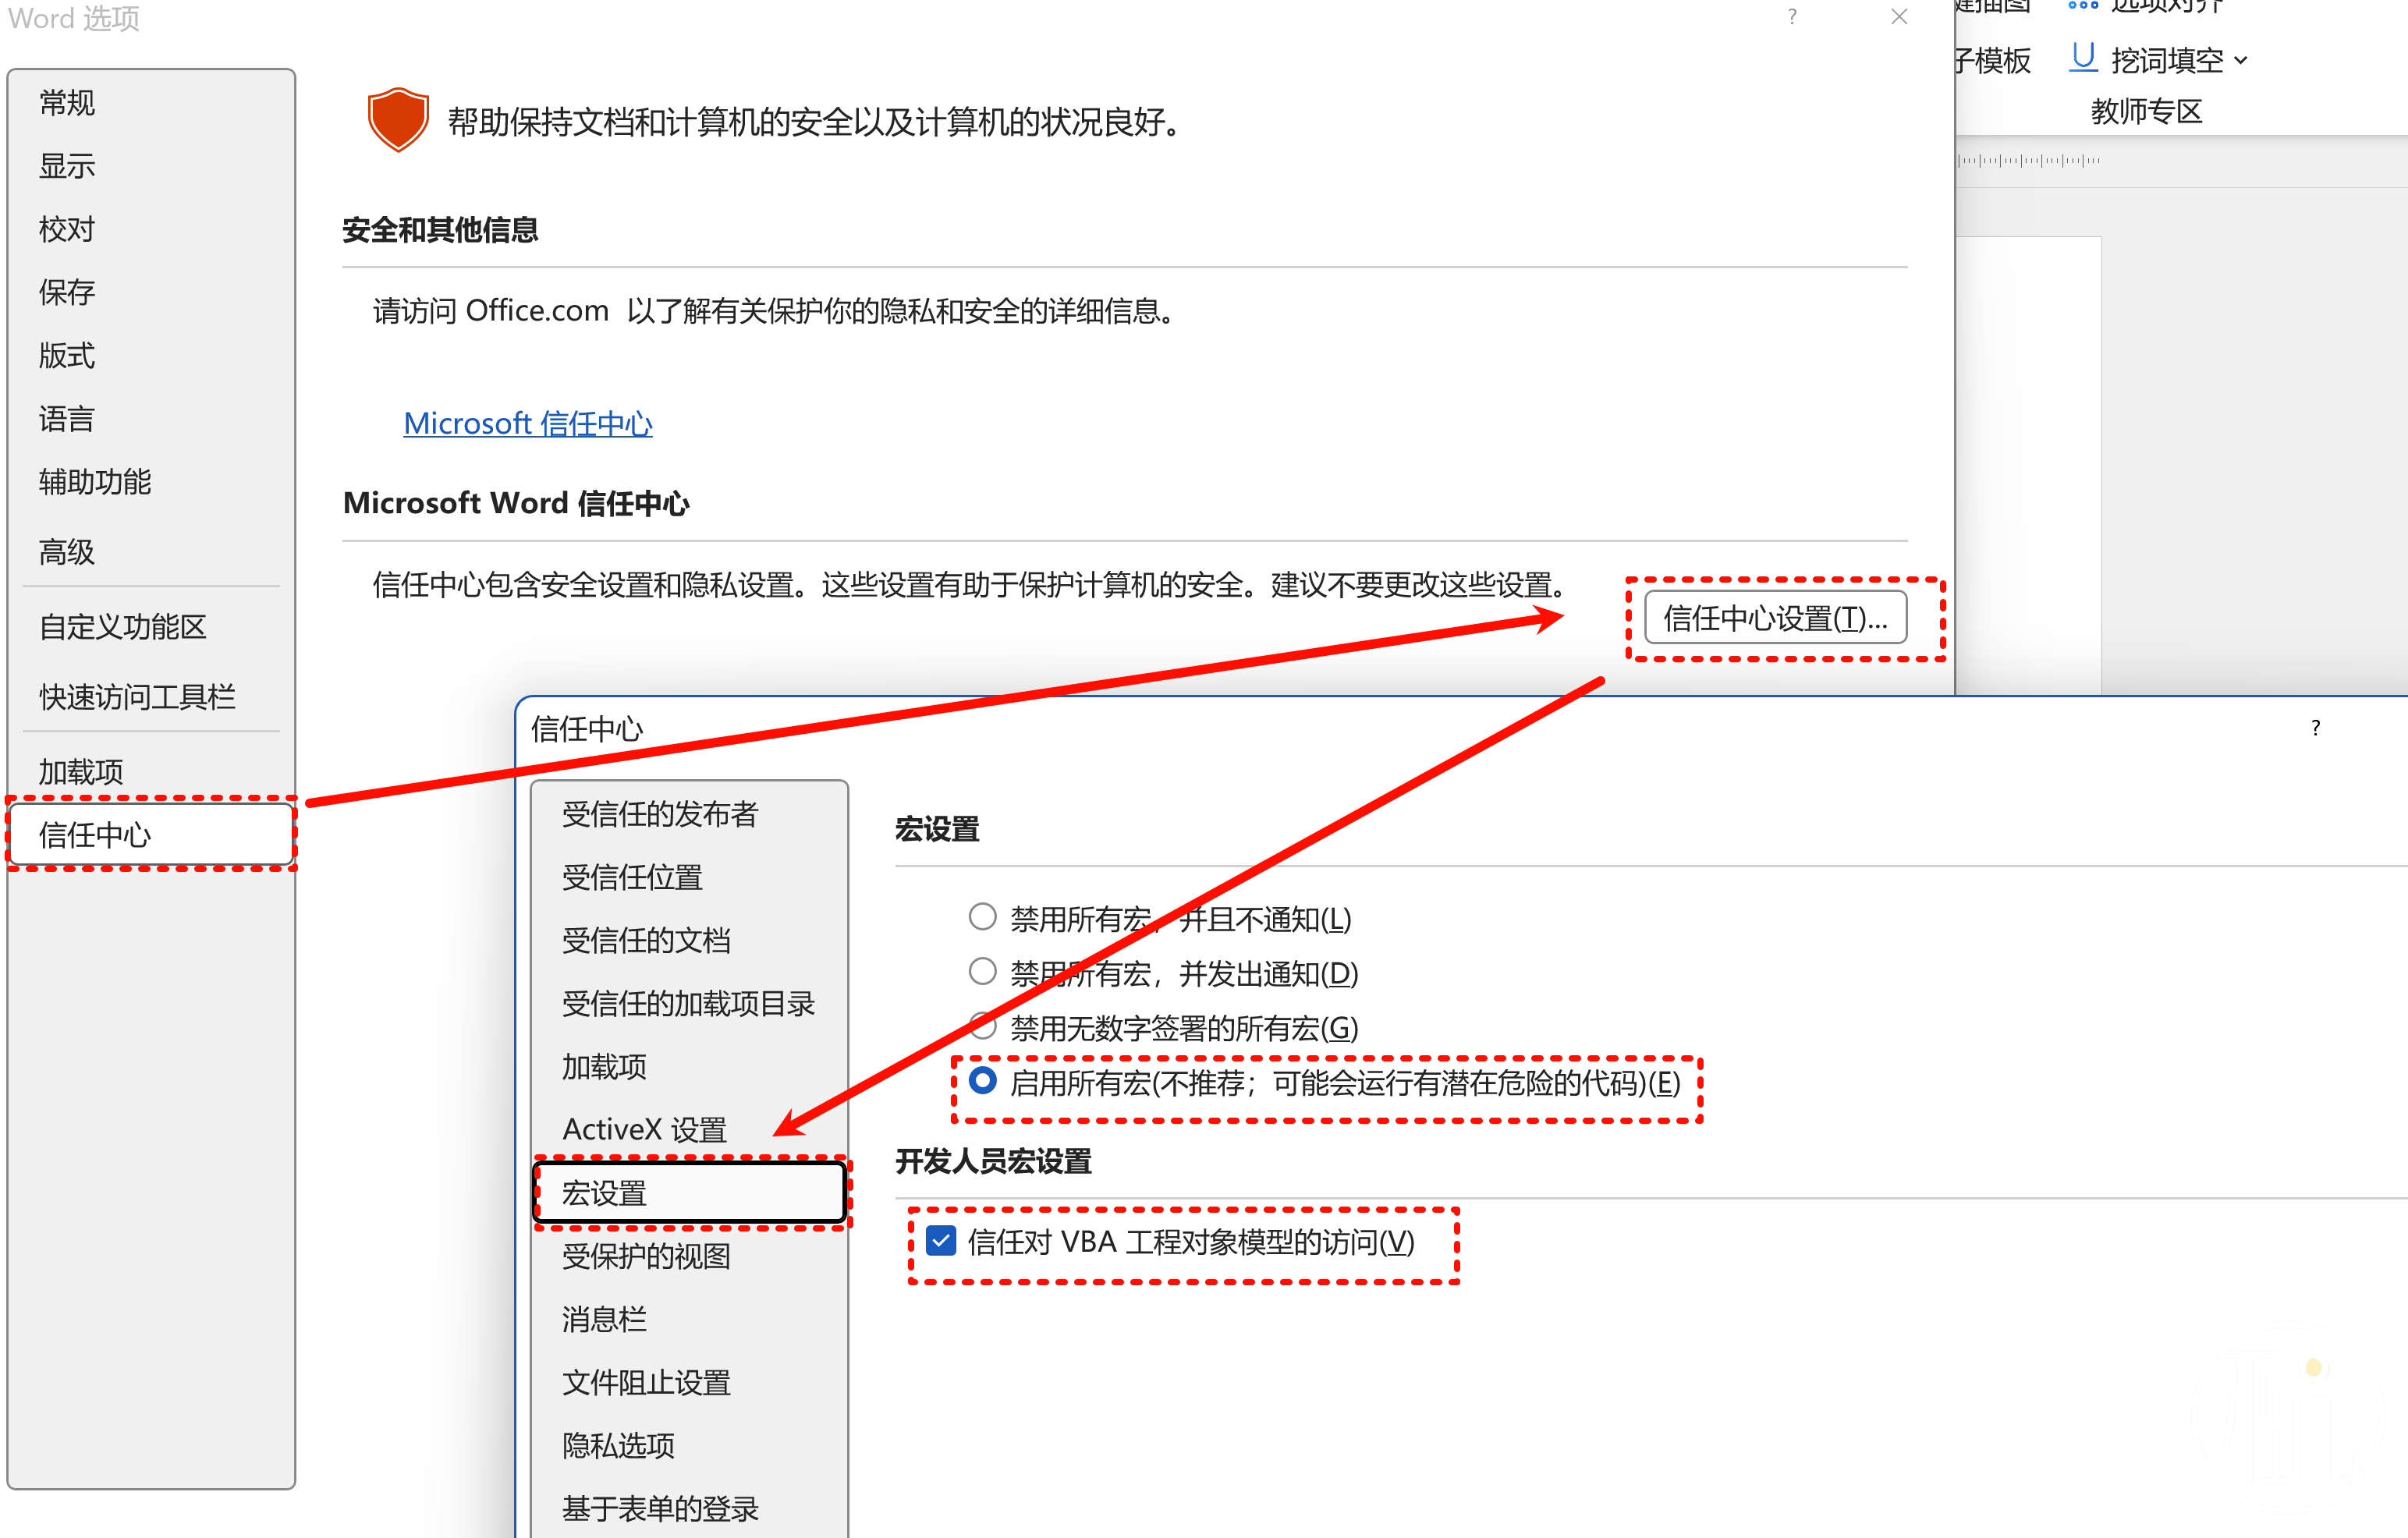 Word 选项
?
常规
显示
校对
保存
版式
语言
辅助功能
高级
自定义功能区
快速访问工具栏
加载项
信任中心
帮助保持文档和计算机的安全以及计算机的状况良好。
安全和其他信息
请访问 Office.com 以了解有关保护你的隐私和安全的详细信息。
Microsoft 信任中心
Microsoft Word 信任中心
信任中心包含安全设置和隐私设置。这些设置有助于保护计算机的安全。建议不要更改这些设置。
信任中心设置(T)...
键插图
选项对齐
子模板
挖词填空
教师专区
信任中心
?
受信任的发布者
受信任位置
受信任的文档
受信任的加载项目录
加载项
ActiveX 设置
宏设置
受保护的视图
消息栏
文件阻止设置
隐私选项
基于表单的登录
宏设置
禁用所有宏，并且不通知(L)
禁用所有宏，并发出通知(D)
禁用无数字签署的所有宏(G)
启用所有宏(不推荐；可能会运行有潜在危险的代码)(E)
开发人员宏设置
信任对 VBA 工程对象模型的访问(V)